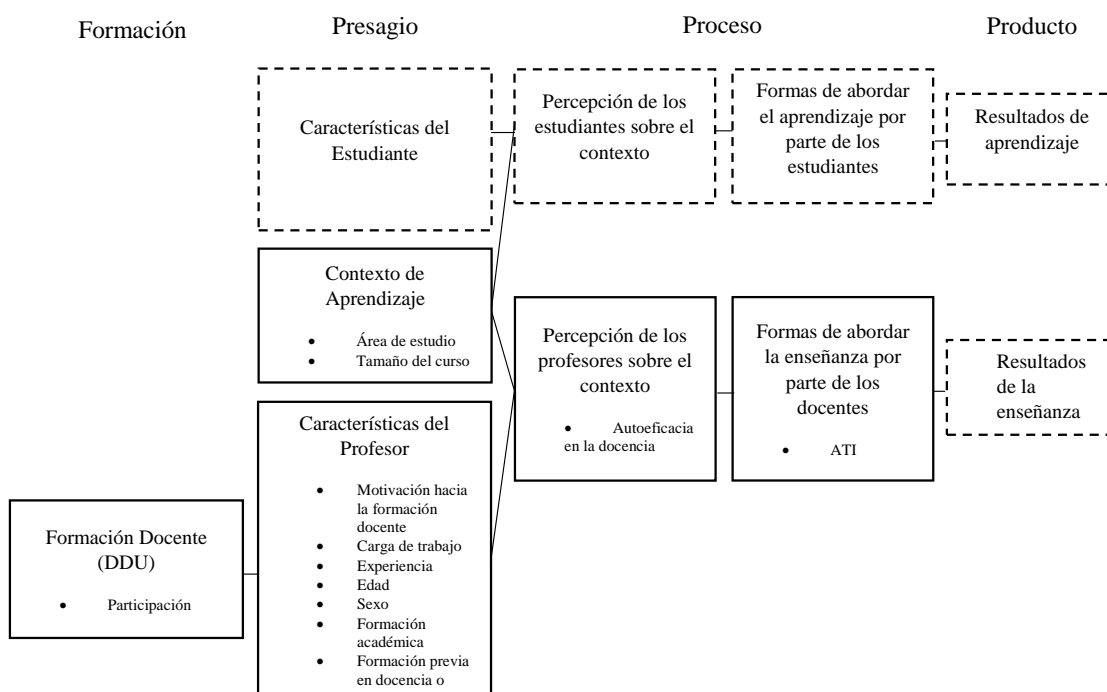 Formación
Presagio
Proceso
Producto
Características del
Estudiante
Percepción de los
estudiantes sobre el
contexto
Formas de abordar
el aprendizaje por
parte de los
estudiantes
Resultados de
aprendizaje
Contexto de
Aprendizaje
• Área de estudio
• Tamaño del curso
Percepción de los
profesores sobre el
contexto
• Autoeficacia
en la docencia
Formas de abordar
la enseñanza por
parte de los
docentes
• ATI
Resultados
de la
enseñanza
Características del
Profesor
• Motivación hacia
la formación
docente
• Carga de trabajo
• Experiencia
• Edad
• Sexo
• Formación
académica
• Formación previa
en docencia o
Formación Docente
(DDU)
• Participación